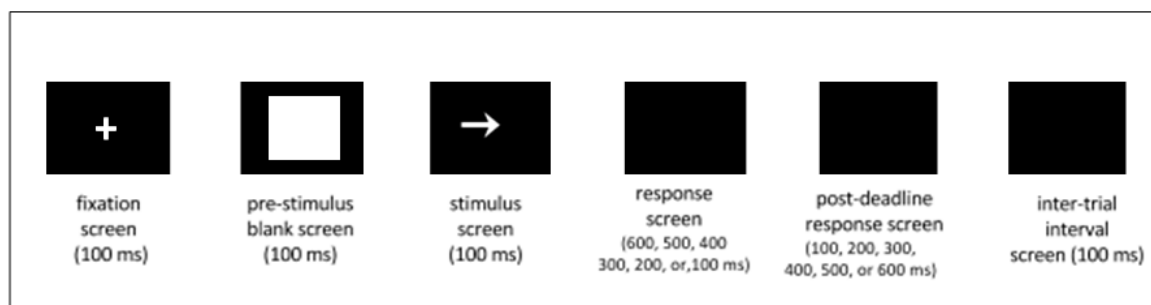 fixation
screen
(100 ms)
pre-stimulus
blank screen
(100 ms)
stimulus
screen
(100 ms)
response
screen
(600, 500, 400
300, 200, or,100 ms)
post-deadline
response screen
(100, 200, 300,
400, 500, or 600 ms)
inter-trial
interval
screen (100 ms)